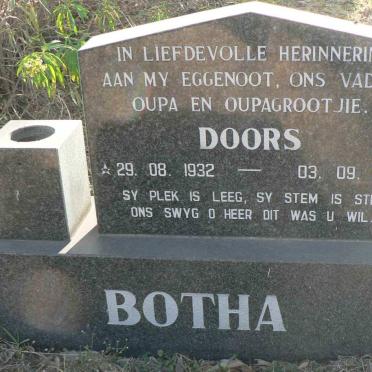 IN LIEFDEVOLLE HERINNERIN
AAN MY EGGENOOT, ONS VAD
OUPA EN OUPAGROOTJIE.
DOORS
☆ 29. 08. 1932 — 03. 09.
SY PLEK IS LEEG, SY STEM IS STI
ONS SWYG O HEER DIT WAS U WIL.
BOTHA